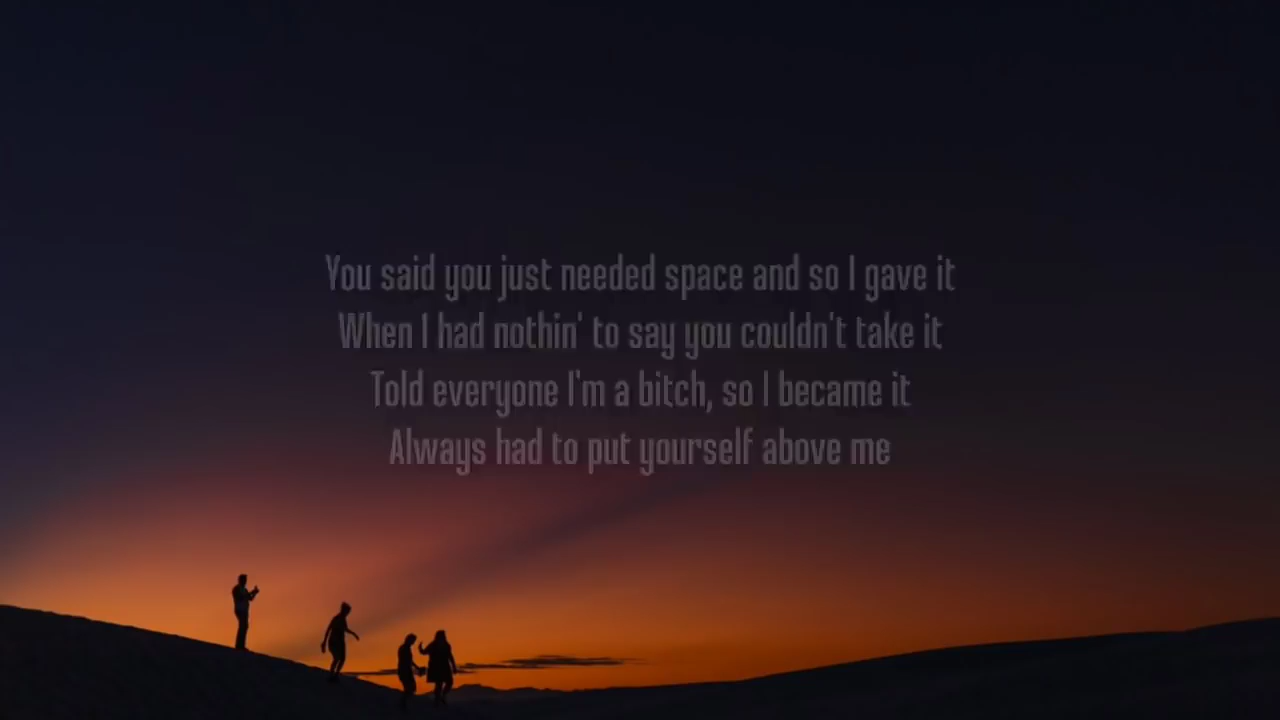 You said you just needed space and so I gave it
When I had nothin' to say you couldn't take it
Told everyone I'm a bitch, so I became it
Always had to put yourself above me